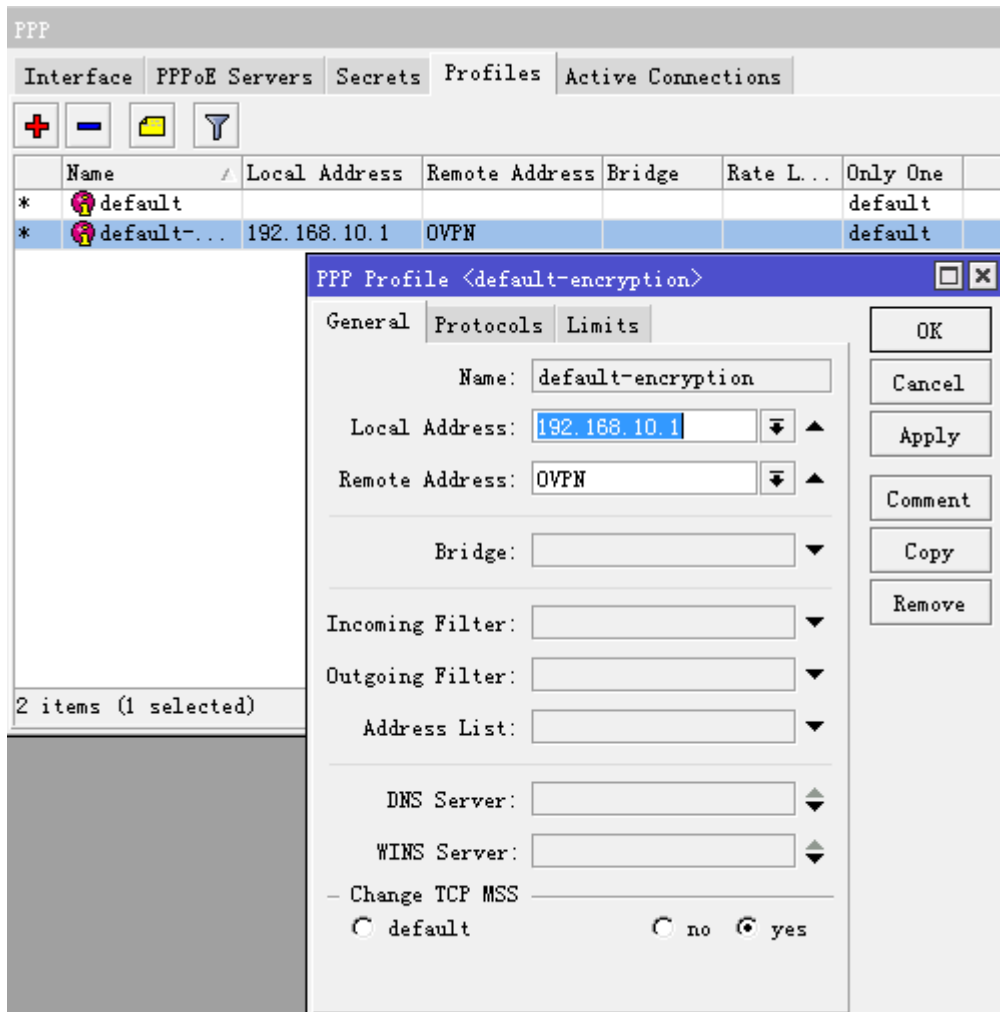 PPP
Interface PPPoE Servers Secrets Profiles Active Connections
Name Local Address Remote Address Bridge Rate L... Only One
* default default
* default-... 192.168.10.1 OVPN default
PPP Profile <default-encryption>
General Protocols Limits
OK
Name: default-encryption
Cancel
Local Address: 192.168.10.1
Apply
Remote Address: OVPN
Comment
Bridge:
Copy
Remove
Incoming Filter:
Outgoing Filter:
2 items (1 selected)
Address List:
DNS Server:
WINS Server:
Change TCP MSS
default no yes